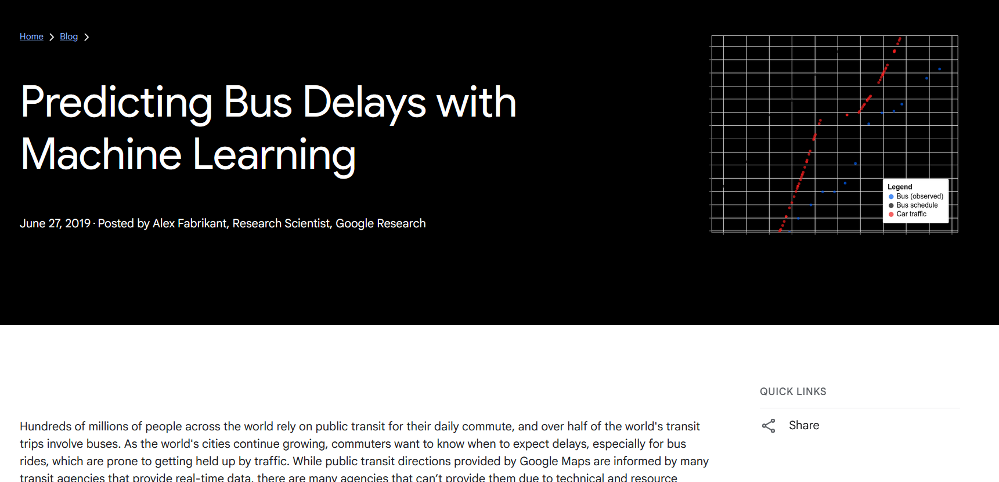 Home > Blog >
Predicting Bus Delays with
Machine Learning
June 27, 2019 · Posted by Alex Fabrikant, Research Scientist, Google Research
Legend
Bus (observed)
Bus schedule
Car traffic
QUICK LINKS
Share
Hundreds of millions of people across the world rely on public transit for their daily commute, and over half of the world's transit
trips involve buses. As the world's cities continue growing, commuters want to know when to expect delays, especially for bus
rides, which are prone to getting held up by traffic. While public transit directions provided by Google Maps are informed by many
transit agencies that provide real-time data, there are many agencies that can’t provide them due to technical and resource